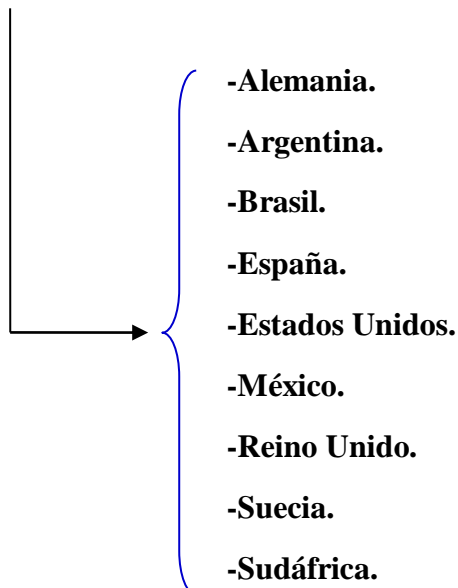 -Alemania.
-Argentina.
-Brasil.
-España.
-Estados Unidos.
-México.
-Reino Unido.
-Suecia.
-Sudáfrica.